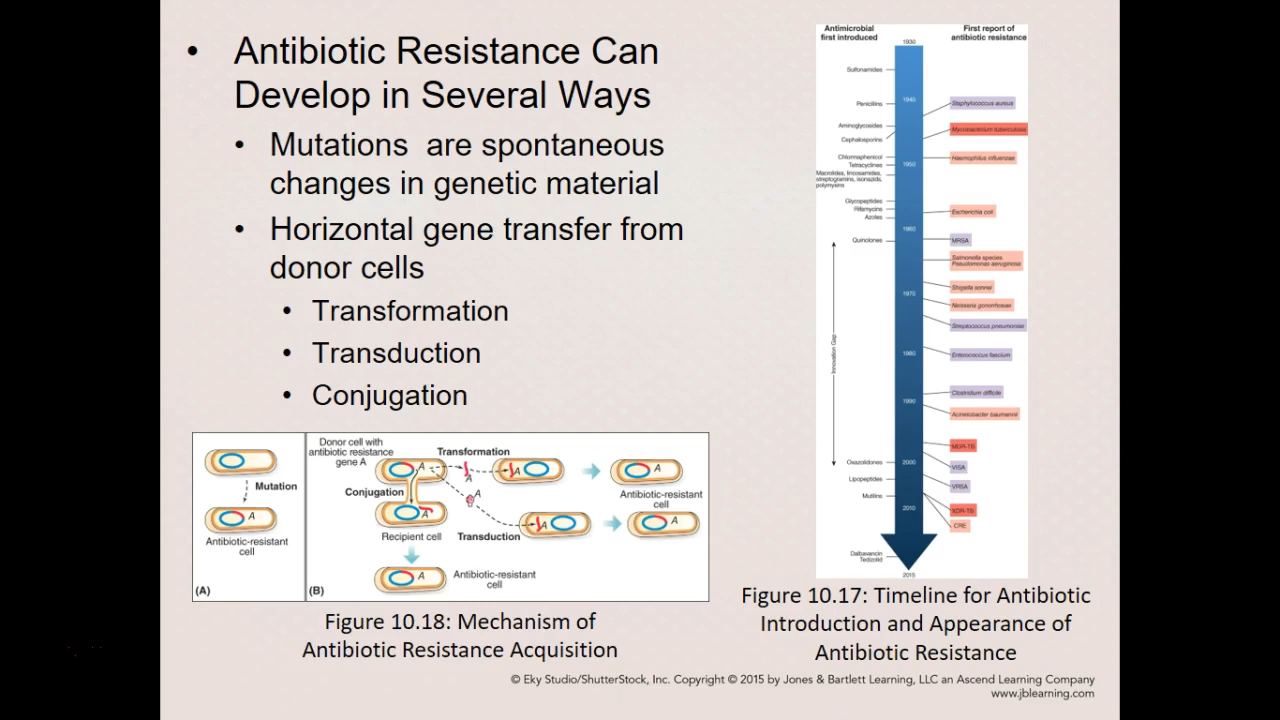 • Antibiotic Resistance Can
Develop in Several Ways
• Mutations are spontaneous
changes in genetic material
• Horizontal gene transfer from
donor cells
• Transformation
• Transduction
• Conjugation
Mutation
A
Antibiotic-resistant
cell
(A)
Donor cell with
antibiotic resistance
gene A
A
Transformation
A
A
A
Antibiotic-resistant
cell
Conjugation
A
Recipient cell
A
Transduction
A
A
A
Antibiotic-resistant
cell
(B)
Figure 10.18: Mechanism of
Antibiotic Resistance Acquisition
Antimicrobial
first introduced
First report of
antibiotic resistance
1930
Sulfonamides
1940
Penicillins
Staphylococcus aureus
Aminoglycosides
Mycobacterium tuberculosis
Cephalosporins
Chloramphenicol
Haemophilus influenzae
Tetracyclines
1950
Macrolides, lincosamides,
streptogramins, isoniazids,
polymyxins
Glycopeptides
Rifamycins
Azoles
Escherichia coli
1960
Quinolones
MRSA
Salmonella species
Pseudomonas aeruginosa
Shigella sonnei
1970
Neisseria gonorrhoeae
Streptococcus pneumoniae
Innovation Gap
1980
Enterococcus faecium
Clostridium difficile
1990
Acinetobacter baumannii
MDR-TB
Oxazolidones
2000
VISA
Lipopeptides
VRSA
Mutilins
2010
XDR-TB
CRE
Dalbavancin
Tedizolid
2015
Figure 10.17: Timeline for Antibiotic
Introduction and Appearance of
Antibiotic Resistance
© Eky Studio/ShutterStock, Inc. Copyright © 2015 by Jones & Bartlett Learning, LLC an Ascend Learning Company
www.jblearning.com